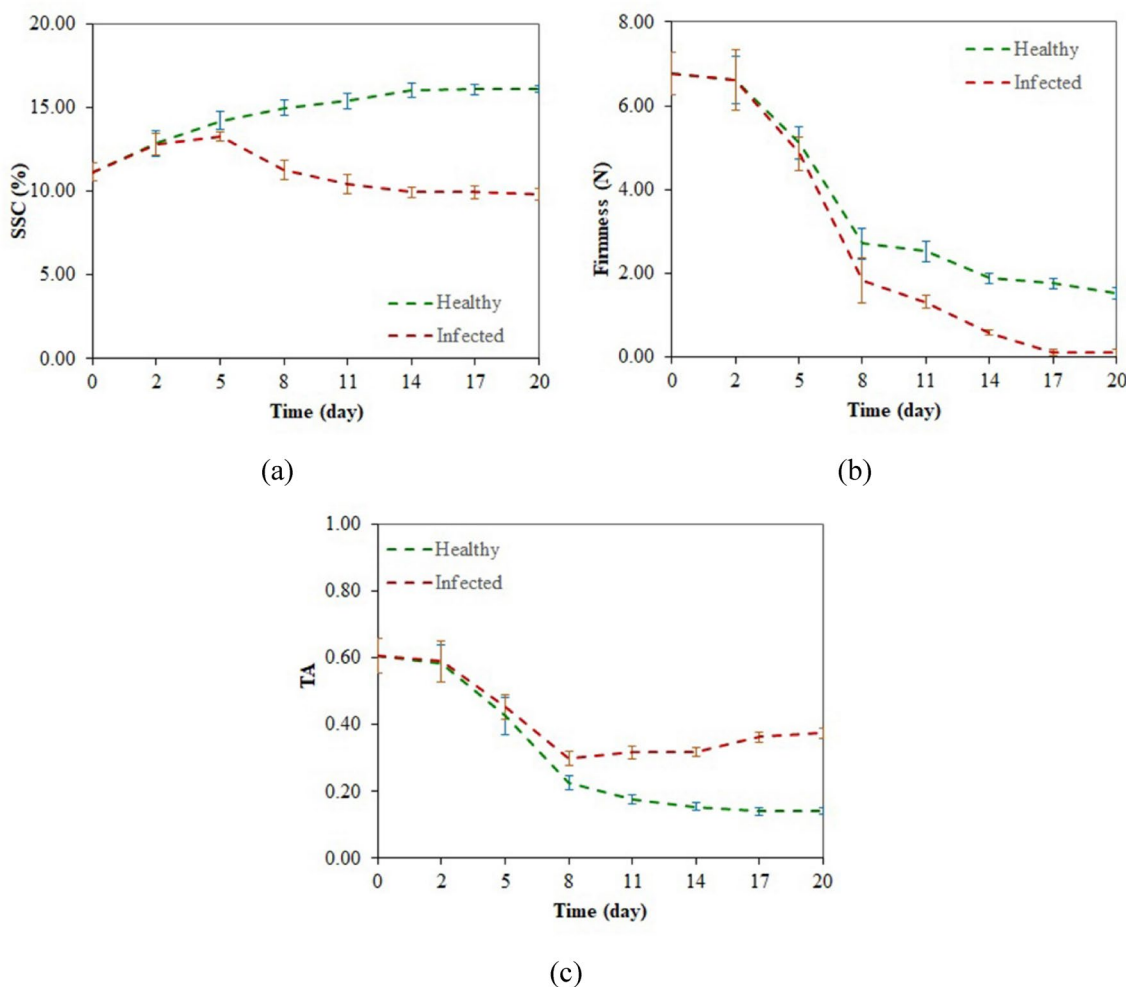 20.00
15.00
10.00
5.00
0.00
SSC (%)
Healthy
Infected
0 2 5 8 11 14 17 20
Time (day)
(a)
8.00
6.00
4.00
2.00
0.00
Firmness (N)
Healthy
Infected
0 2 5 8 11 14 17 20
Time (day)
(b)
1.00
0.80
0.60
0.40
0.20
0.00
TA
Healthy
Infected
0 2 5 8 11 14 17 20
Time (day)
(c)